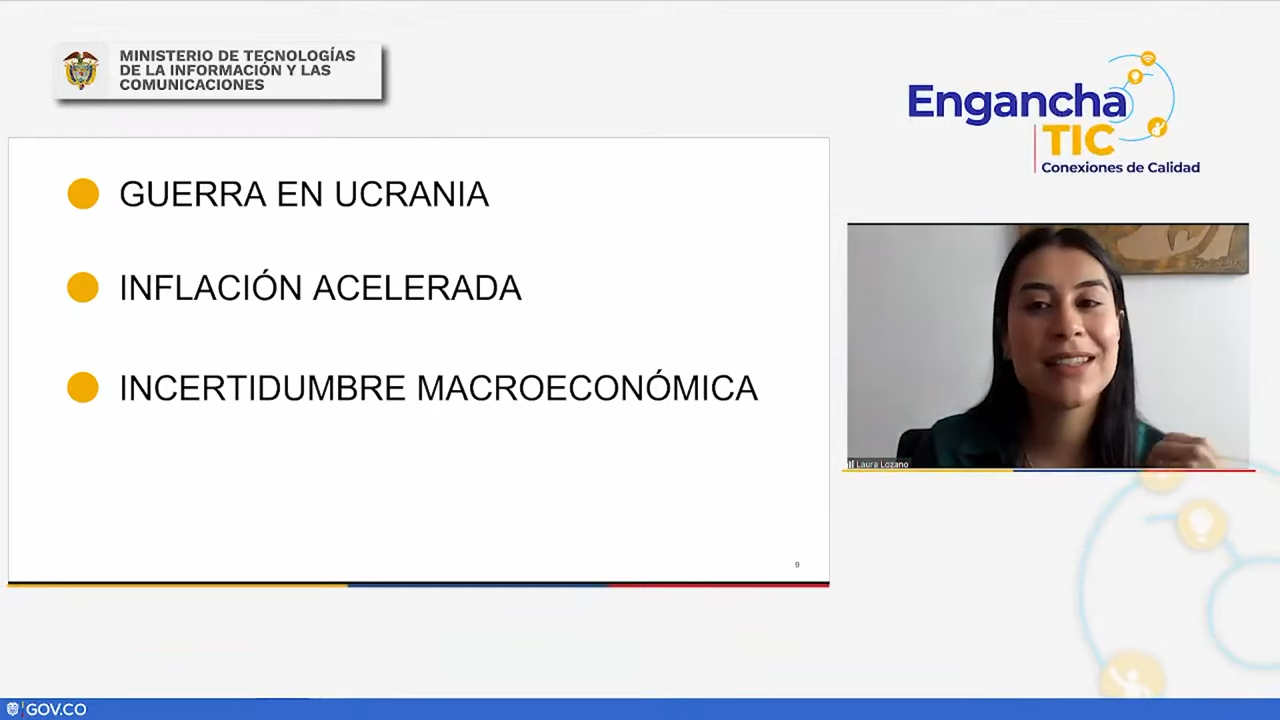 MINISTERIO DE TECNOLOGÍAS
DE LA INFORMACIÓN Y LAS
COMUNICACIONES
Engancha
TIC
Conexiones de Calidad
GUERRA EN UCRANIA
INFLACIÓN ACELERADA
INCERTIDUMBRE MACROECONÓMICA
9
Laura Lozano
GOV.CO